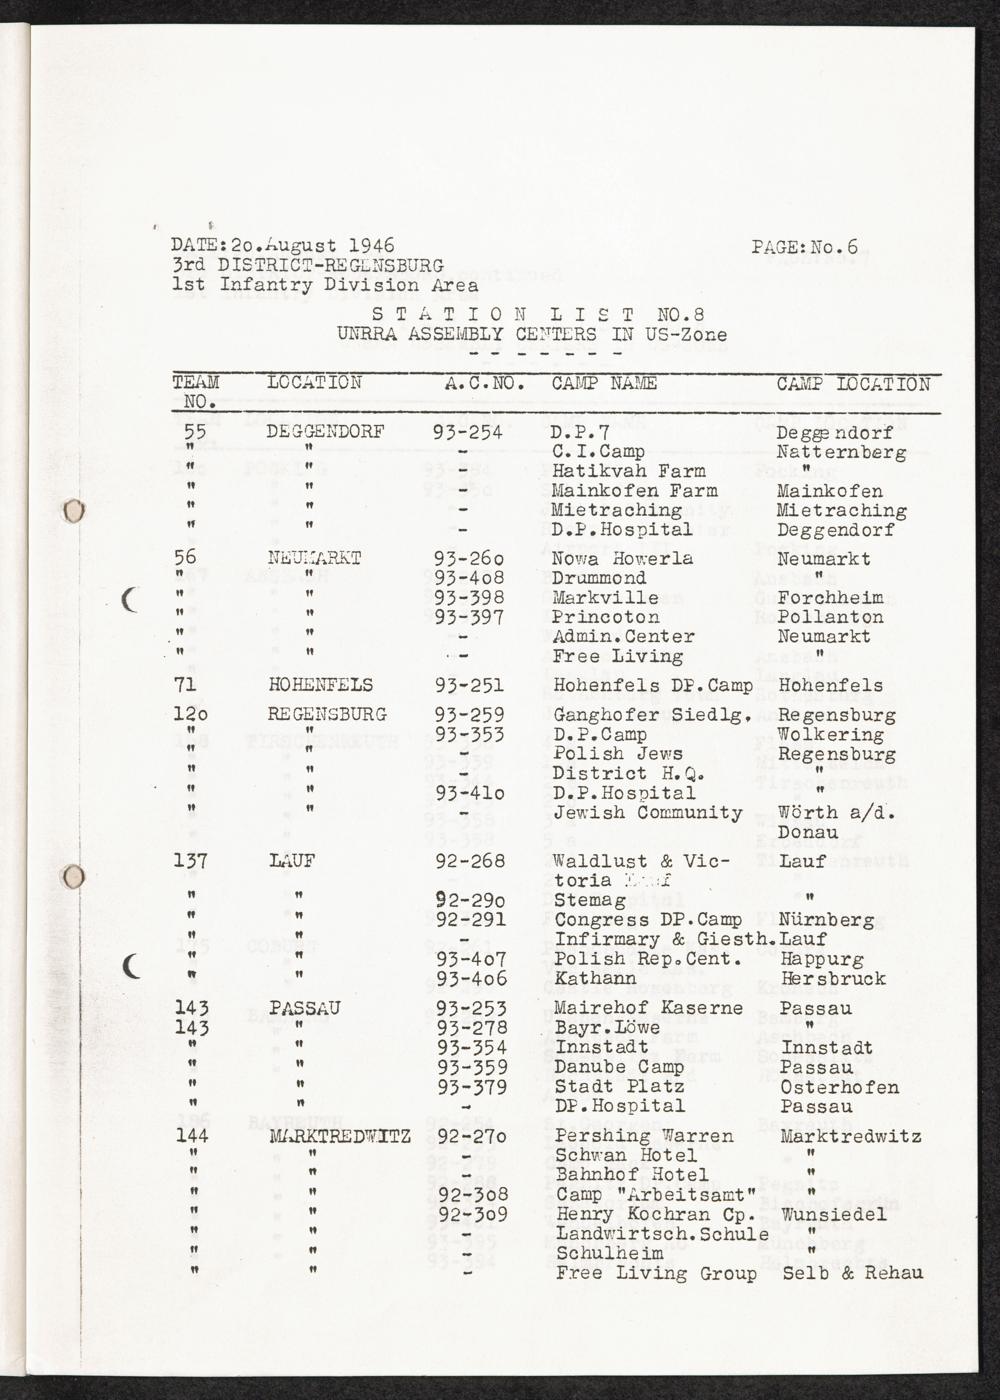 DATE:2o.August 1946 PAGE:No.6
3rd DISTRICT-REGENSBURG
1st Infantry Division Area
S T A T I O N L I S T NO.8
UNRRA ASSEMBLY CENTERS IN US-Zone
- - - - - - -
TEAM LOCATION A.C.NO. CAMP NAME CAMP LOCATION
NO.
55 DEGGENDORF 93-254 D.P.7 Deggendorf
" " - C.I.Camp Natternberg
" " - Hatikvah Farm "
" " - Mainkofen Farm Mainkofen
" " - Mietraching Mietraching
" " - D.P.Hospital Deggendorf
56 NEUMARKT 93-26o Nowa Howerla Neumarkt
" " 93-4o8 Drummond "
" " 93-398 Markville Forchheim
" " 93-397 Princoton Pollanton
" " - Admin.Center Neumarkt
" " - Free Living "
71 HOHENFELS 93-251 Hohenfels DP.Camp Hohenfels
12o REGENSBURG 93-259 Ganghofer Siedlg. Regensburg
" " 93-353 D.P.Camp Wolkering
" " - Polish Jews Regensburg
" " - District H.Q. "
" " 93-41o D.P.Hospital "
" " - Jewish Community Wörth a/d.
Donau
137 LAUF 92-268 Waldlust & Vic- Lauf
toria
" " 92-29o Stemag "
" " 92-291 Congress DP.Camp Nürnberg
" " - Infirmary & Giesth. Lauf
" " 93-4o7 Polish Rep.Cent. Happurg
" " 93-4o6 Kathann Hersbruck
143 PASSAU 93-253 Mairehof Kaserne Passau
143 " 93-278 Bayr.Löwe "
" " 93-354 Innstadt Innstadt
" " 93-359 Danube Camp Passau
" " 93-379 Stadt Platz Osterhofen
" " - DP.Hospital Passau
144 MARKTREDWITZ 92-27o Pershing Warren Marktredwitz
" " - Schwan Hotel "
" " - Bahnhof Hotel "
" " 92-3o8 Camp "Arbeitsamt" "
" " 92-3o9 Henry Kochran Cp. Wunsiedel
" " - Landwirtsch.Schule "
" " - Schulheim "
" " - Free Living Group Selb & Rehau